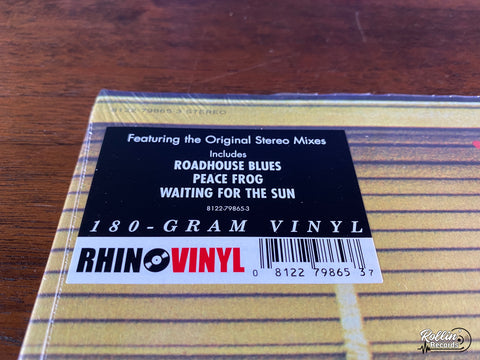 8122-79865-3 STEREO
Featuring the Original Stereo Mixes
Includes
ROADHOUSE BLUES
PEACE FROG
WAITING FOR THE SUN
8122-79865-3
180-GRAM VINYL
RHINO VINYL
0 8122 79865 3 7
Rollin'
Records